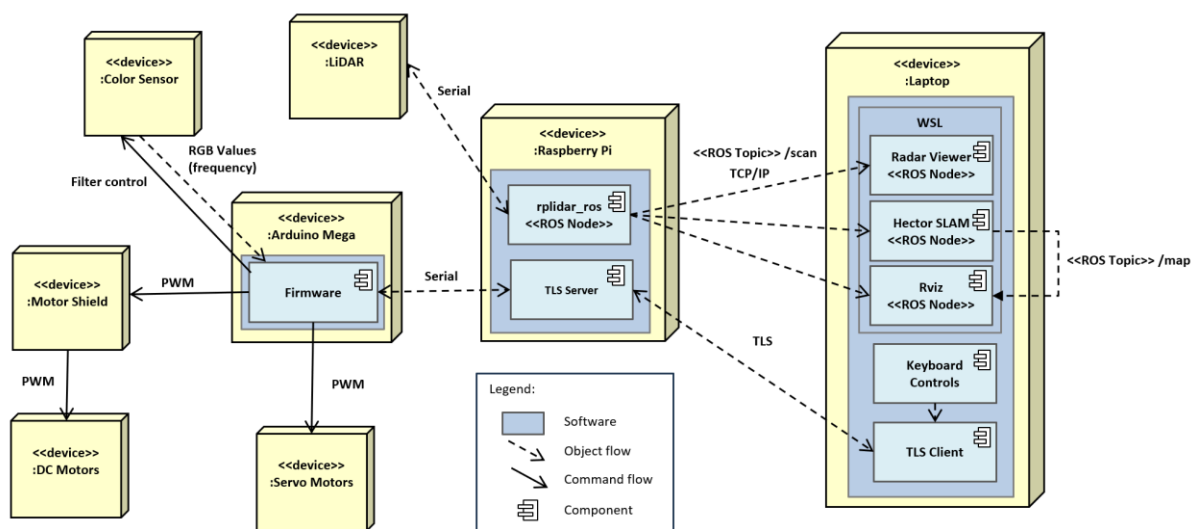 <<device>>
:Color Sensor
<<device>>
:LiDAR
Serial
RGB Values
(frequency)
Filter control
<<device>>
:Arduino Mega
Firmware
<<device>>
:Motor Shield
PWM
PWM
<<device>>
:DC Motors
PWM
<<device>>
:Servo Motors
Serial
<<device>>
:Raspberry Pi
rplidar_ros
<<ROS Node>>
TLS Server
<<ROS Topic>> /scan
TCP/IP
TLS
<<device>>
:Laptop
WSL
Radar Viewer
<<ROS Node>>
Hector SLAM
<<ROS Node>>
Rviz
<<ROS Node>>
<<ROS Topic>> /map
Keyboard
Controls
TLS Client
Legend:
Software
Object flow
Command flow
Component